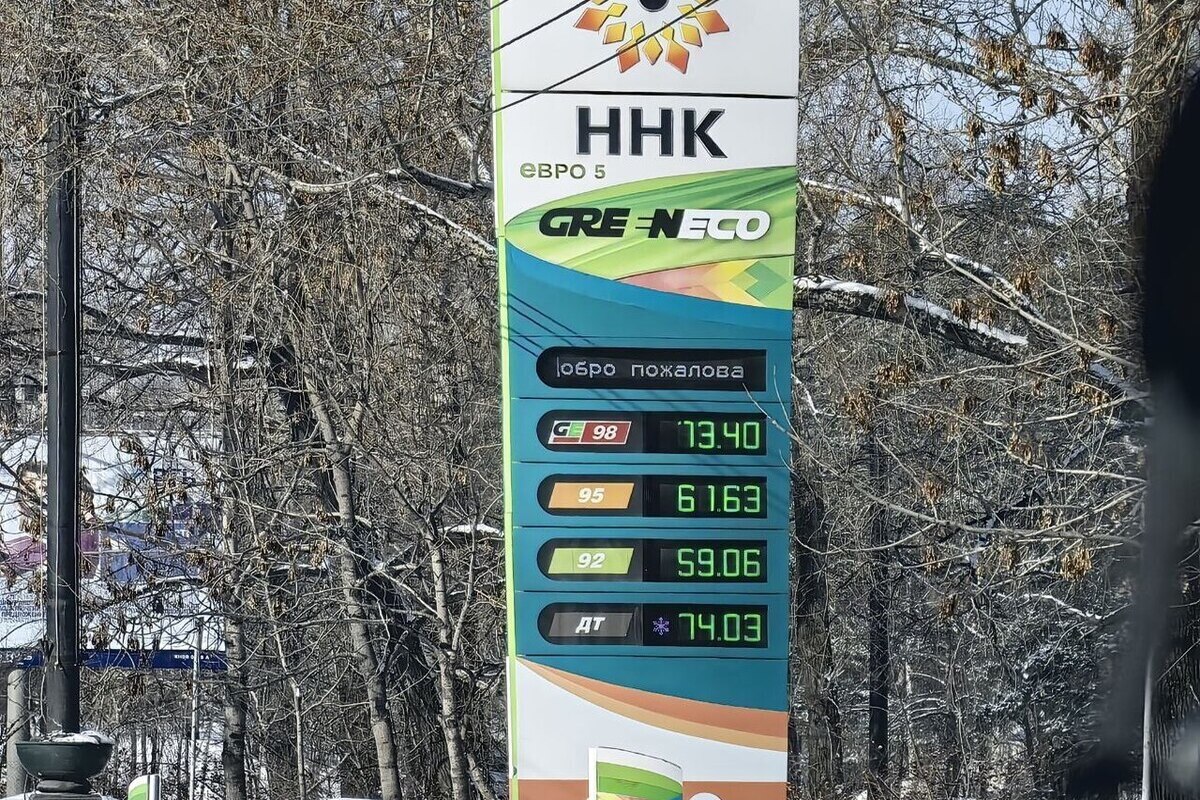 ННК
евро 5
GREENECO
обро пожалова
GE 98 73.40
95 61.63
92 59.06
ДТ 74.03